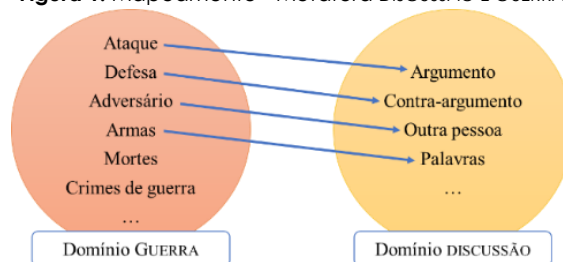 Ataque
Defesa
Adversário
Armas
Mortes
Crimes de guerra
...
Domínio GUERRA
Argumento
Contra-argumento
Outra pessoa
Palavras
...
Domínio DISCUSSÃO